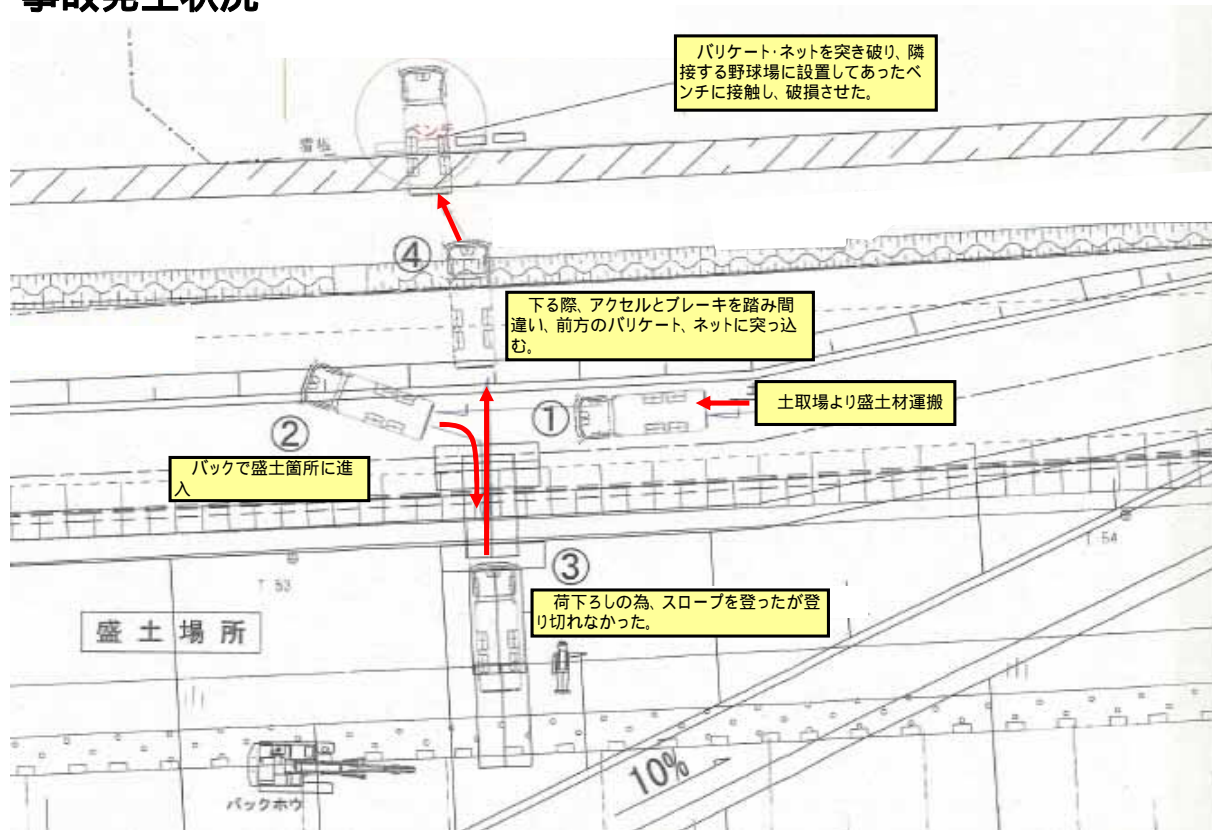 事故発生状況
バリケート・ネットを突き破り、隣
接する野球場に設置してあったベ
ンチに接触し、破損させた。
ベンチ
看板
④
下る際、アクセルとブレーキを踏み間
違い、前方のバリケート、ネットに突っ込
む。
①
土取場より盛土材運搬
②
バックで盛土箇所に進
入
③
荷下ろしの為、スロープを登ったが登
り切れなかった。
T 53
T 54
盛土場所
10%
バックホウ